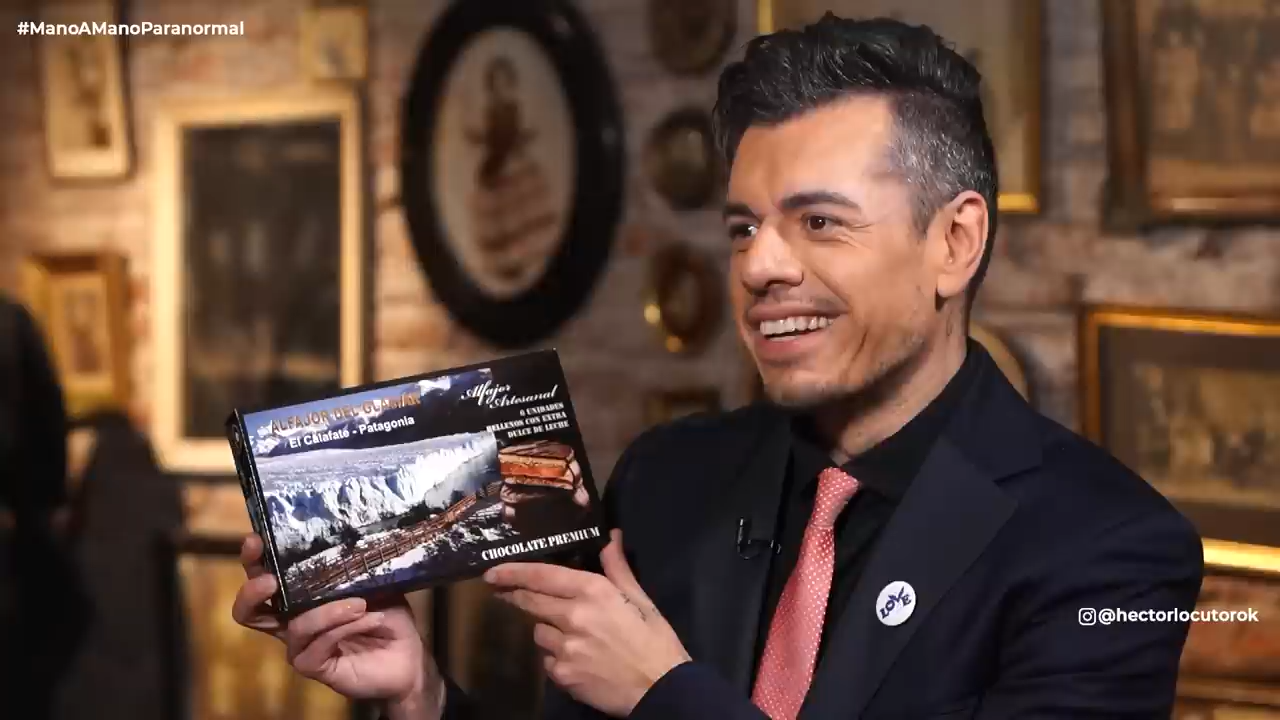 #ManoAManoParanormal
ALFAJOR DEL GLACIAR
El Calafate - Patagonia
Alfajor
Artesanal
6 UNIDADES
RELLENOS CON EXTRA
DULCE DE LECHE
CHOCOLATE PREMIUM
LOVE
@hectorlocutorok